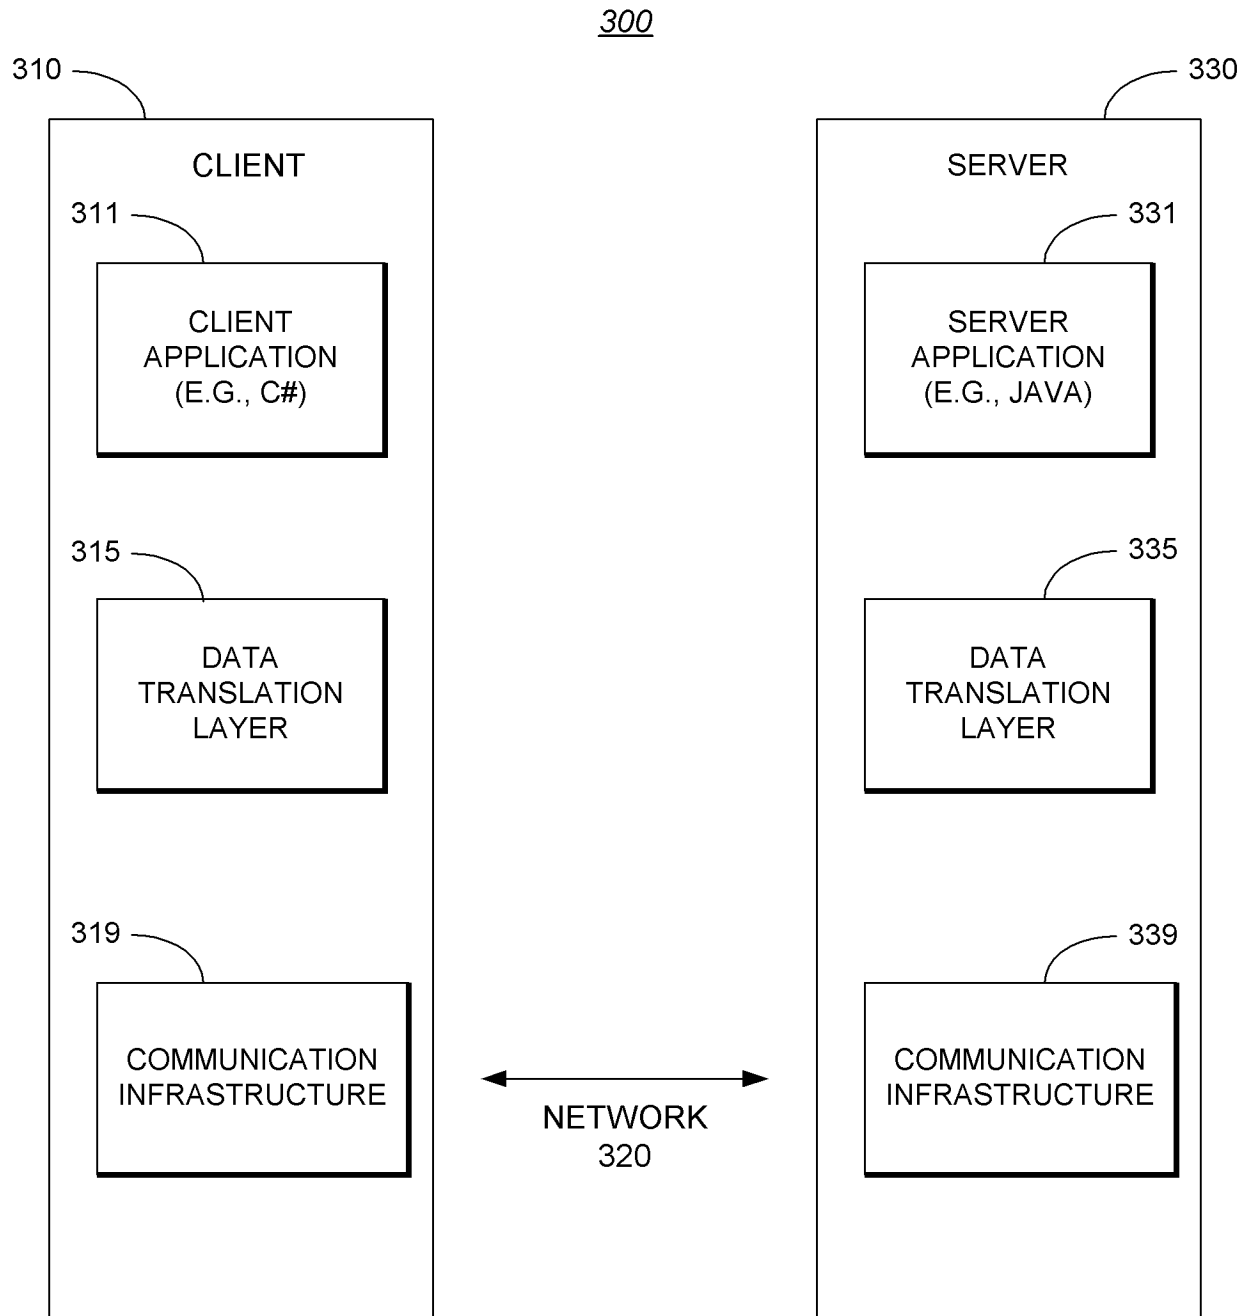 300
310
330
CLIENT
SERVER
311
331
CLIENT
APPLICATION
(E.G., C#)
SERVER
APPLICATION
(E.G., JAVA)
315
335
DATA
TRANSLATION
LAYER
DATA
TRANSLATION
LAYER
319
339
COMMUNICATION
INFRASTRUCTURE
NETWORK
320
COMMUNICATION
INFRASTRUCTURE